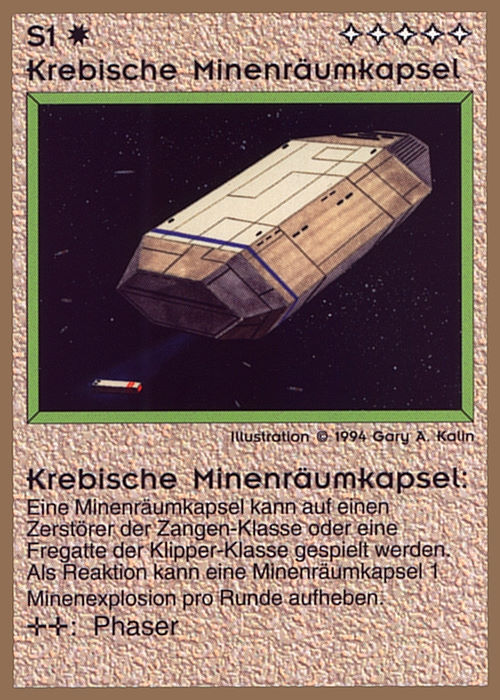 S1
Krebische Minenräumkapsel
Illustration © 1994 Gary A. Kalin
Krebische Minenräumkapsel:
Eine Minenräumkapsel kann auf einen
Zerstörer der Zangen-Klasse oder eine
Fregatte der Klipper-Klasse gespielt werden.
Als Reaktion kann eine Minenräumkapsel 1
Minenexplosion pro Runde aufheben.
: Phaser